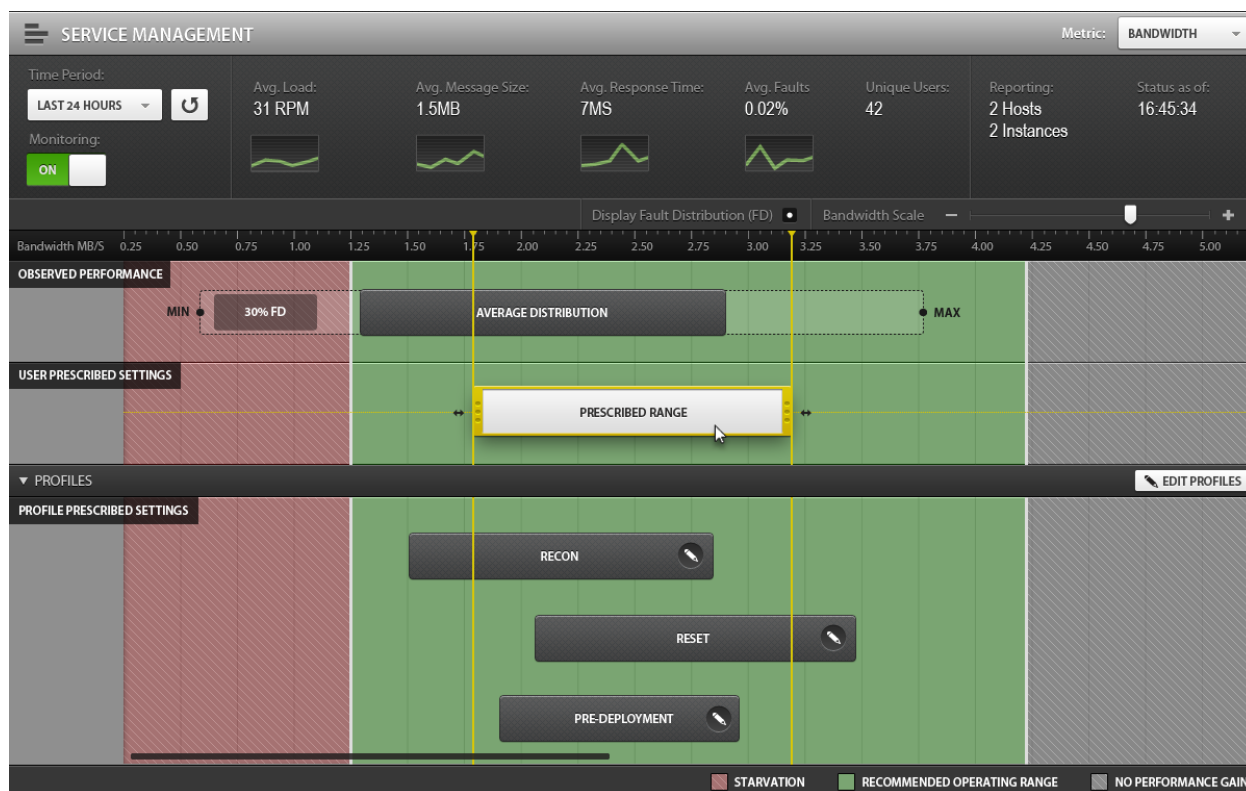 SERVICE MANAGEMENT
Metric: BANDWIDTH
Time Period:
LAST 24 HOURS
Monitoring:
ON
Avg. Load:
31 RPM
Avg. Message Size:
1.5MB
Avg. Response Time:
7MS
Avg. Faults
0.02%
Unique Users:
42
Reporting:
2 Hosts
2 Instances
Status as of:
16:45:34
Display Fault Distribution (FD)
Bandwidth Scale
Bandwidth MB/S 0.25 0.50 0.75 1.00 1.25 1.50 1.75 2.00 2.25 2.50 2.75 3.00 3.25 3.50 3.75 4.00 4.25 4.50 4.75 5.00
OBSERVED PERFORMANCE
MIN 30% FD AVERAGE DISTRIBUTION MAX
USER PRESCRIBED SETTINGS
PRESCRIBED RANGE
PROFILES
EDIT PROFILES
PROFILE PRESCRIBED SETTINGS
RECON
RESET
PRE-DEPLOYMENT
STARVATION RECOMMENDED OPERATING RANGE NO PERFORMANCE GAIN